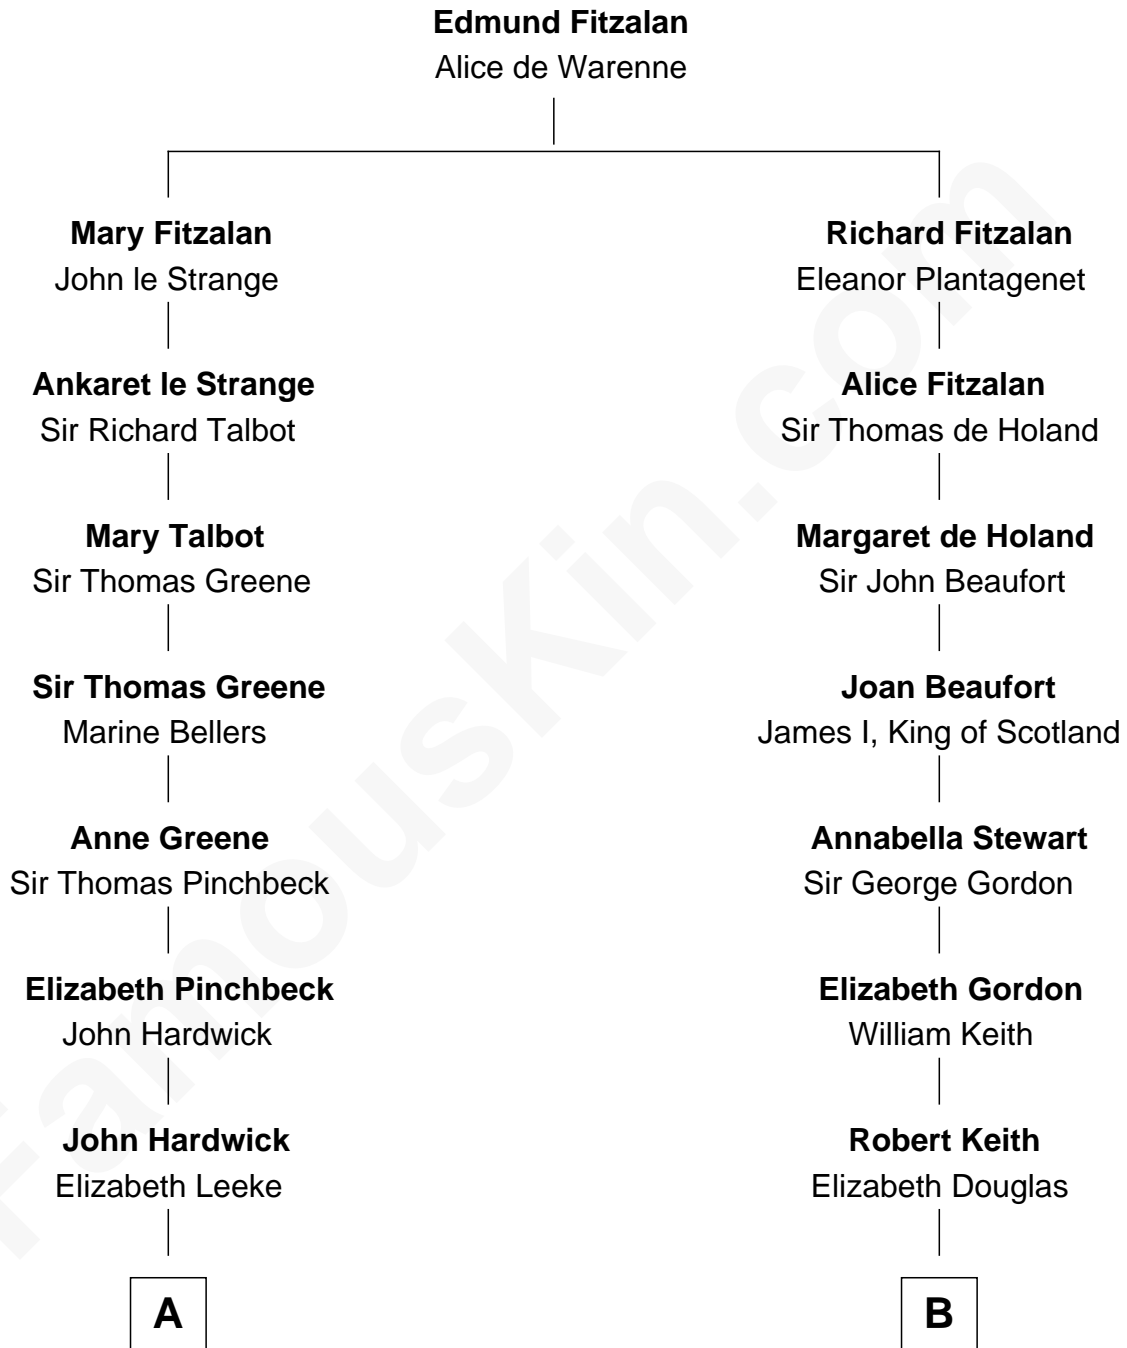 Edmund Fitzalan
Alice de Warenne
Mary Fitzalan
John le Strange
Ankaret le Strange
Sir Richard Talbot
Mary Talbot
Sir Thomas Greene
Sir Thomas Greene
Marine Bellers
Anne Greene
Sir Thomas Pinchbeck
Elizabeth Pinchbeck
John Hardwick
John Hardwick
Elizabeth Leeke
A
Richard Fitzalan
Eleanor Plantagenet
Alice Fitzalan
Sir Thomas de Holand
Margaret de Holand
Sir John Beaufort
Joan Beaufort
James I, King of Scotland
Annabella Stewart
Sir George Gordon
Elizabeth Gordon
William Keith
Robert Keith
Elizabeth Douglas
B
FamousKin.com